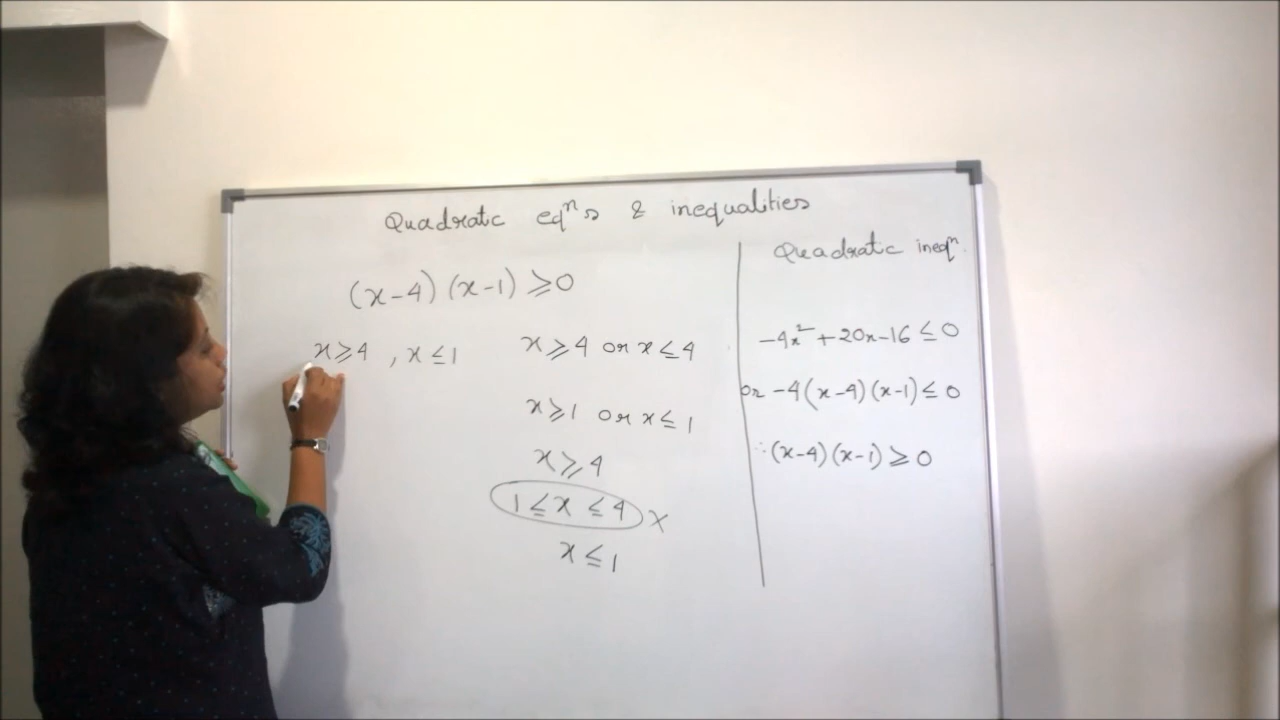 Quadratic eqⁿs & inequalities
(x-4) (x-1) ⩾0
x⩾4 , x≤1
x⩾4 or x≤4
x⩾1 or x≤1
x⩾4
1≤x≤4 x
x≤1
Quadratic ineqⁿ.
-4x²+20x-16≤0
or -4(x-4)(x-1)≤0
∴(x-4)(x-1)⩾0